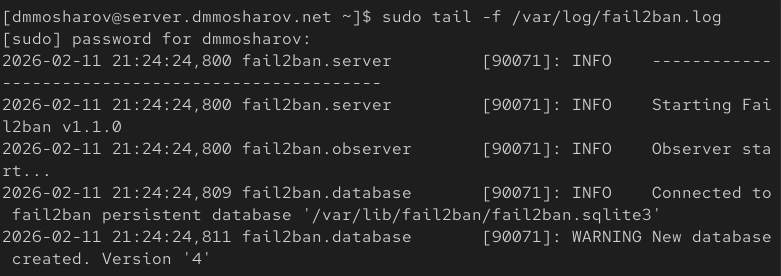 [dmmosharov@server.dmmosharov.net ~]$ sudo tail -f /var/log/fail2ban.log
[sudo] password for dmmosharov:
2026-02-11 21:24:24,800 fail2ban.server         [90071]: INFO    ------------
--------------------------------------
2026-02-11 21:24:24,800 fail2ban.server         [90071]: INFO    Starting Fai
l2ban v1.1.0
2026-02-11 21:24:24,800 fail2ban.observer       [90071]: INFO    Observer sta
rt...
2026-02-11 21:24:24,809 fail2ban.database       [90071]: INFO    Connected to
 fail2ban persistent database '/var/lib/fail2ban/fail2ban.sqlite3'
2026-02-11 21:24:24,811 fail2ban.database       [90071]: WARNING New database
 created. Version '4'